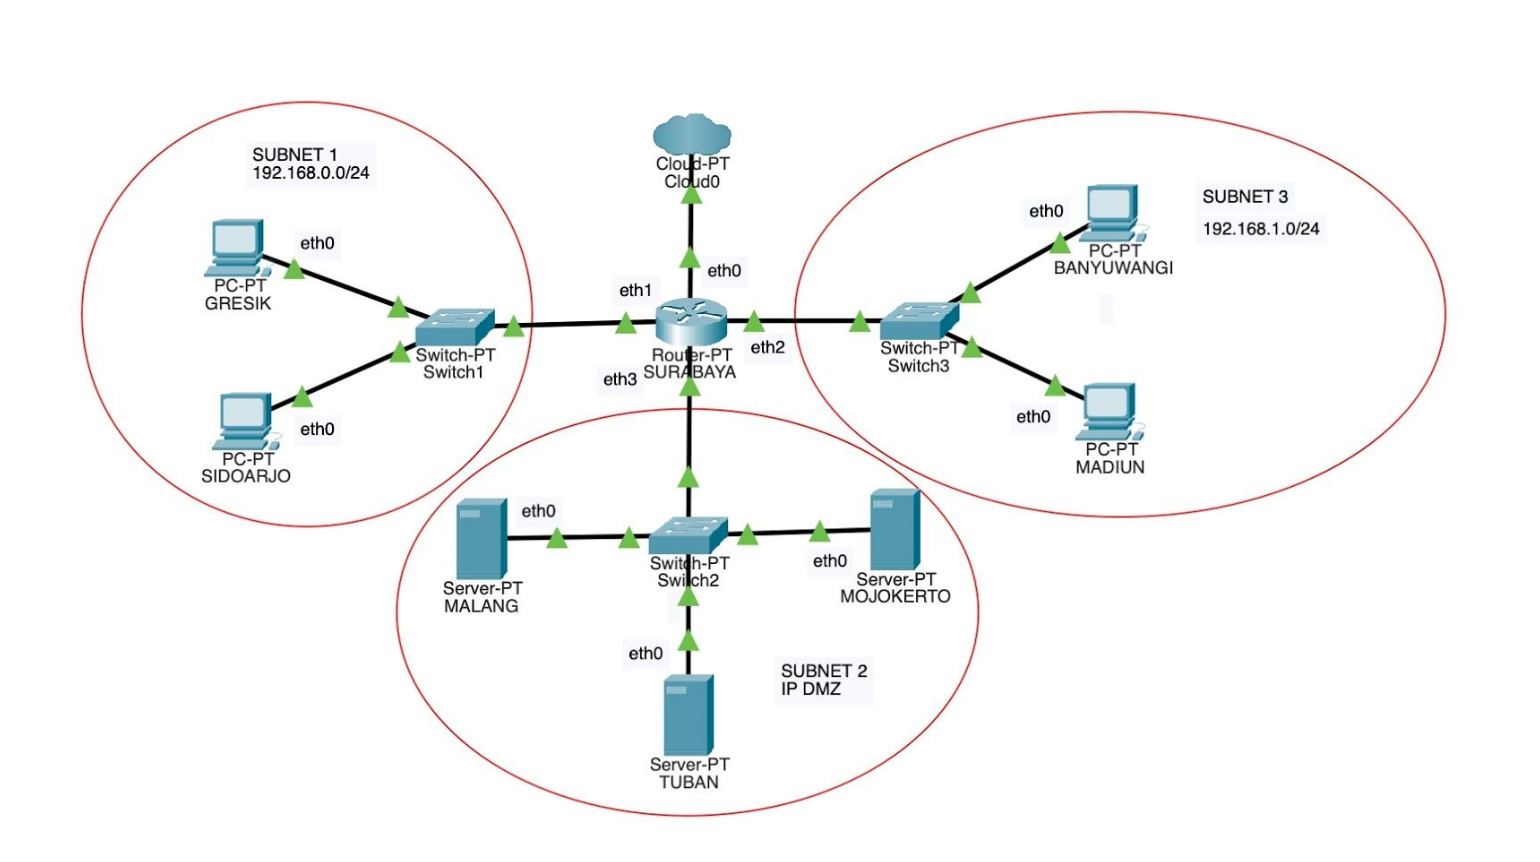 SUBNET 1
192.168.0.0/24
eth0
PC-PT
GRESIK
eth0
PC-PT
SIDOARJO
Switch-PT
Switch1
Cloud-PT
Cloud0
eth0
eth1
Router-PT
SURABAYA
eth2
eth3
SUBNET 3
192.168.1.0/24
eth0
PC-PT
BANYUWANGI
Switch-PT
Switch3
eth0
PC-PT
MADIUN
eth0
Server-PT
MALANG
Switch-PT
Switch2
eth0
Server-PT
MOJOKERTO
eth0
Server-PT
TUBAN
SUBNET 2
IP DMZ